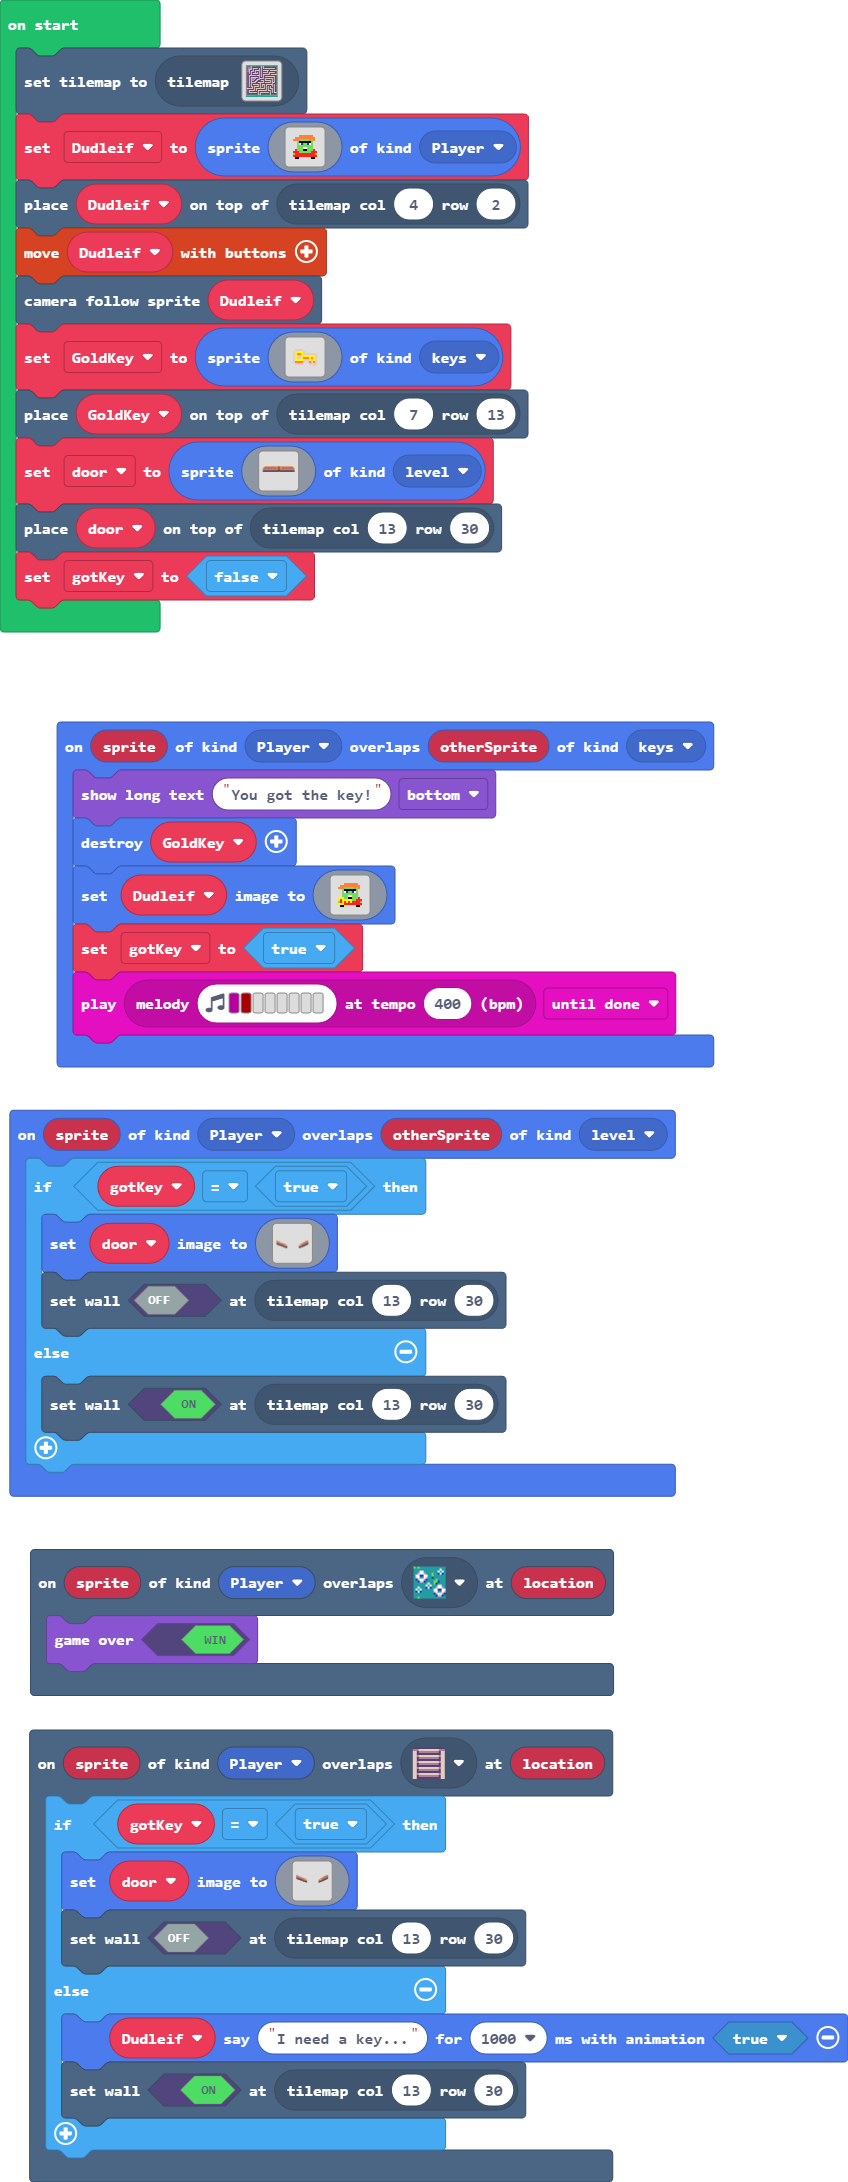 on start
set tilemap to tilemap
set Dudleif to sprite of kind Player
place Dudleif on top of tilemap col 4 row 2
move Dudleif with buttons
camera follow sprite Dudleif
set GoldKey to sprite of kind keys
place GoldKey on top of tilemap col 7 row 13
set door to sprite of kind level
place door on top of tilemap col 13 row 30
set gotKey to false
on sprite of kind Player overlaps otherSprite of kind keys
show long text "You got the key!" bottom
destroy GoldKey
set Dudleif image to
set gotKey to true
play melody at tempo 400 (bpm) until done
on sprite of kind Player overlaps otherSprite of kind level
if gotKey = true then
set door image to
set wall OFF at tilemap col 13 row 30
else
set wall ON at tilemap col 13 row 30
on sprite of kind Player overlaps at location
game over WIN
on sprite of kind Player overlaps at location
if gotKey = true then
set door image to
set wall OFF at tilemap col 13 row 30
else
Dudleif say "I need a key..." for 1000 ms with animation true
set wall ON at tilemap col 13 row 30